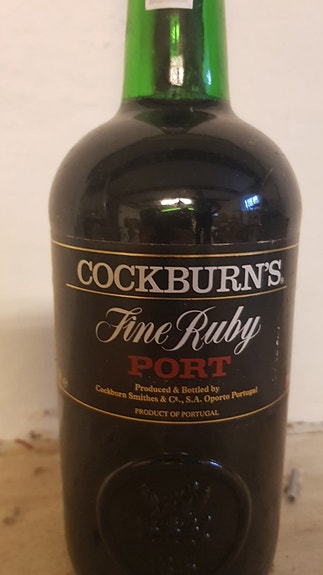 COCKBURN'S®
Fine Ruby
PORT
Produced & Bottled by
Cockburn Smithes & Cª., S.A. Oporto Portugal
PRODUCT OF PORTUGAL